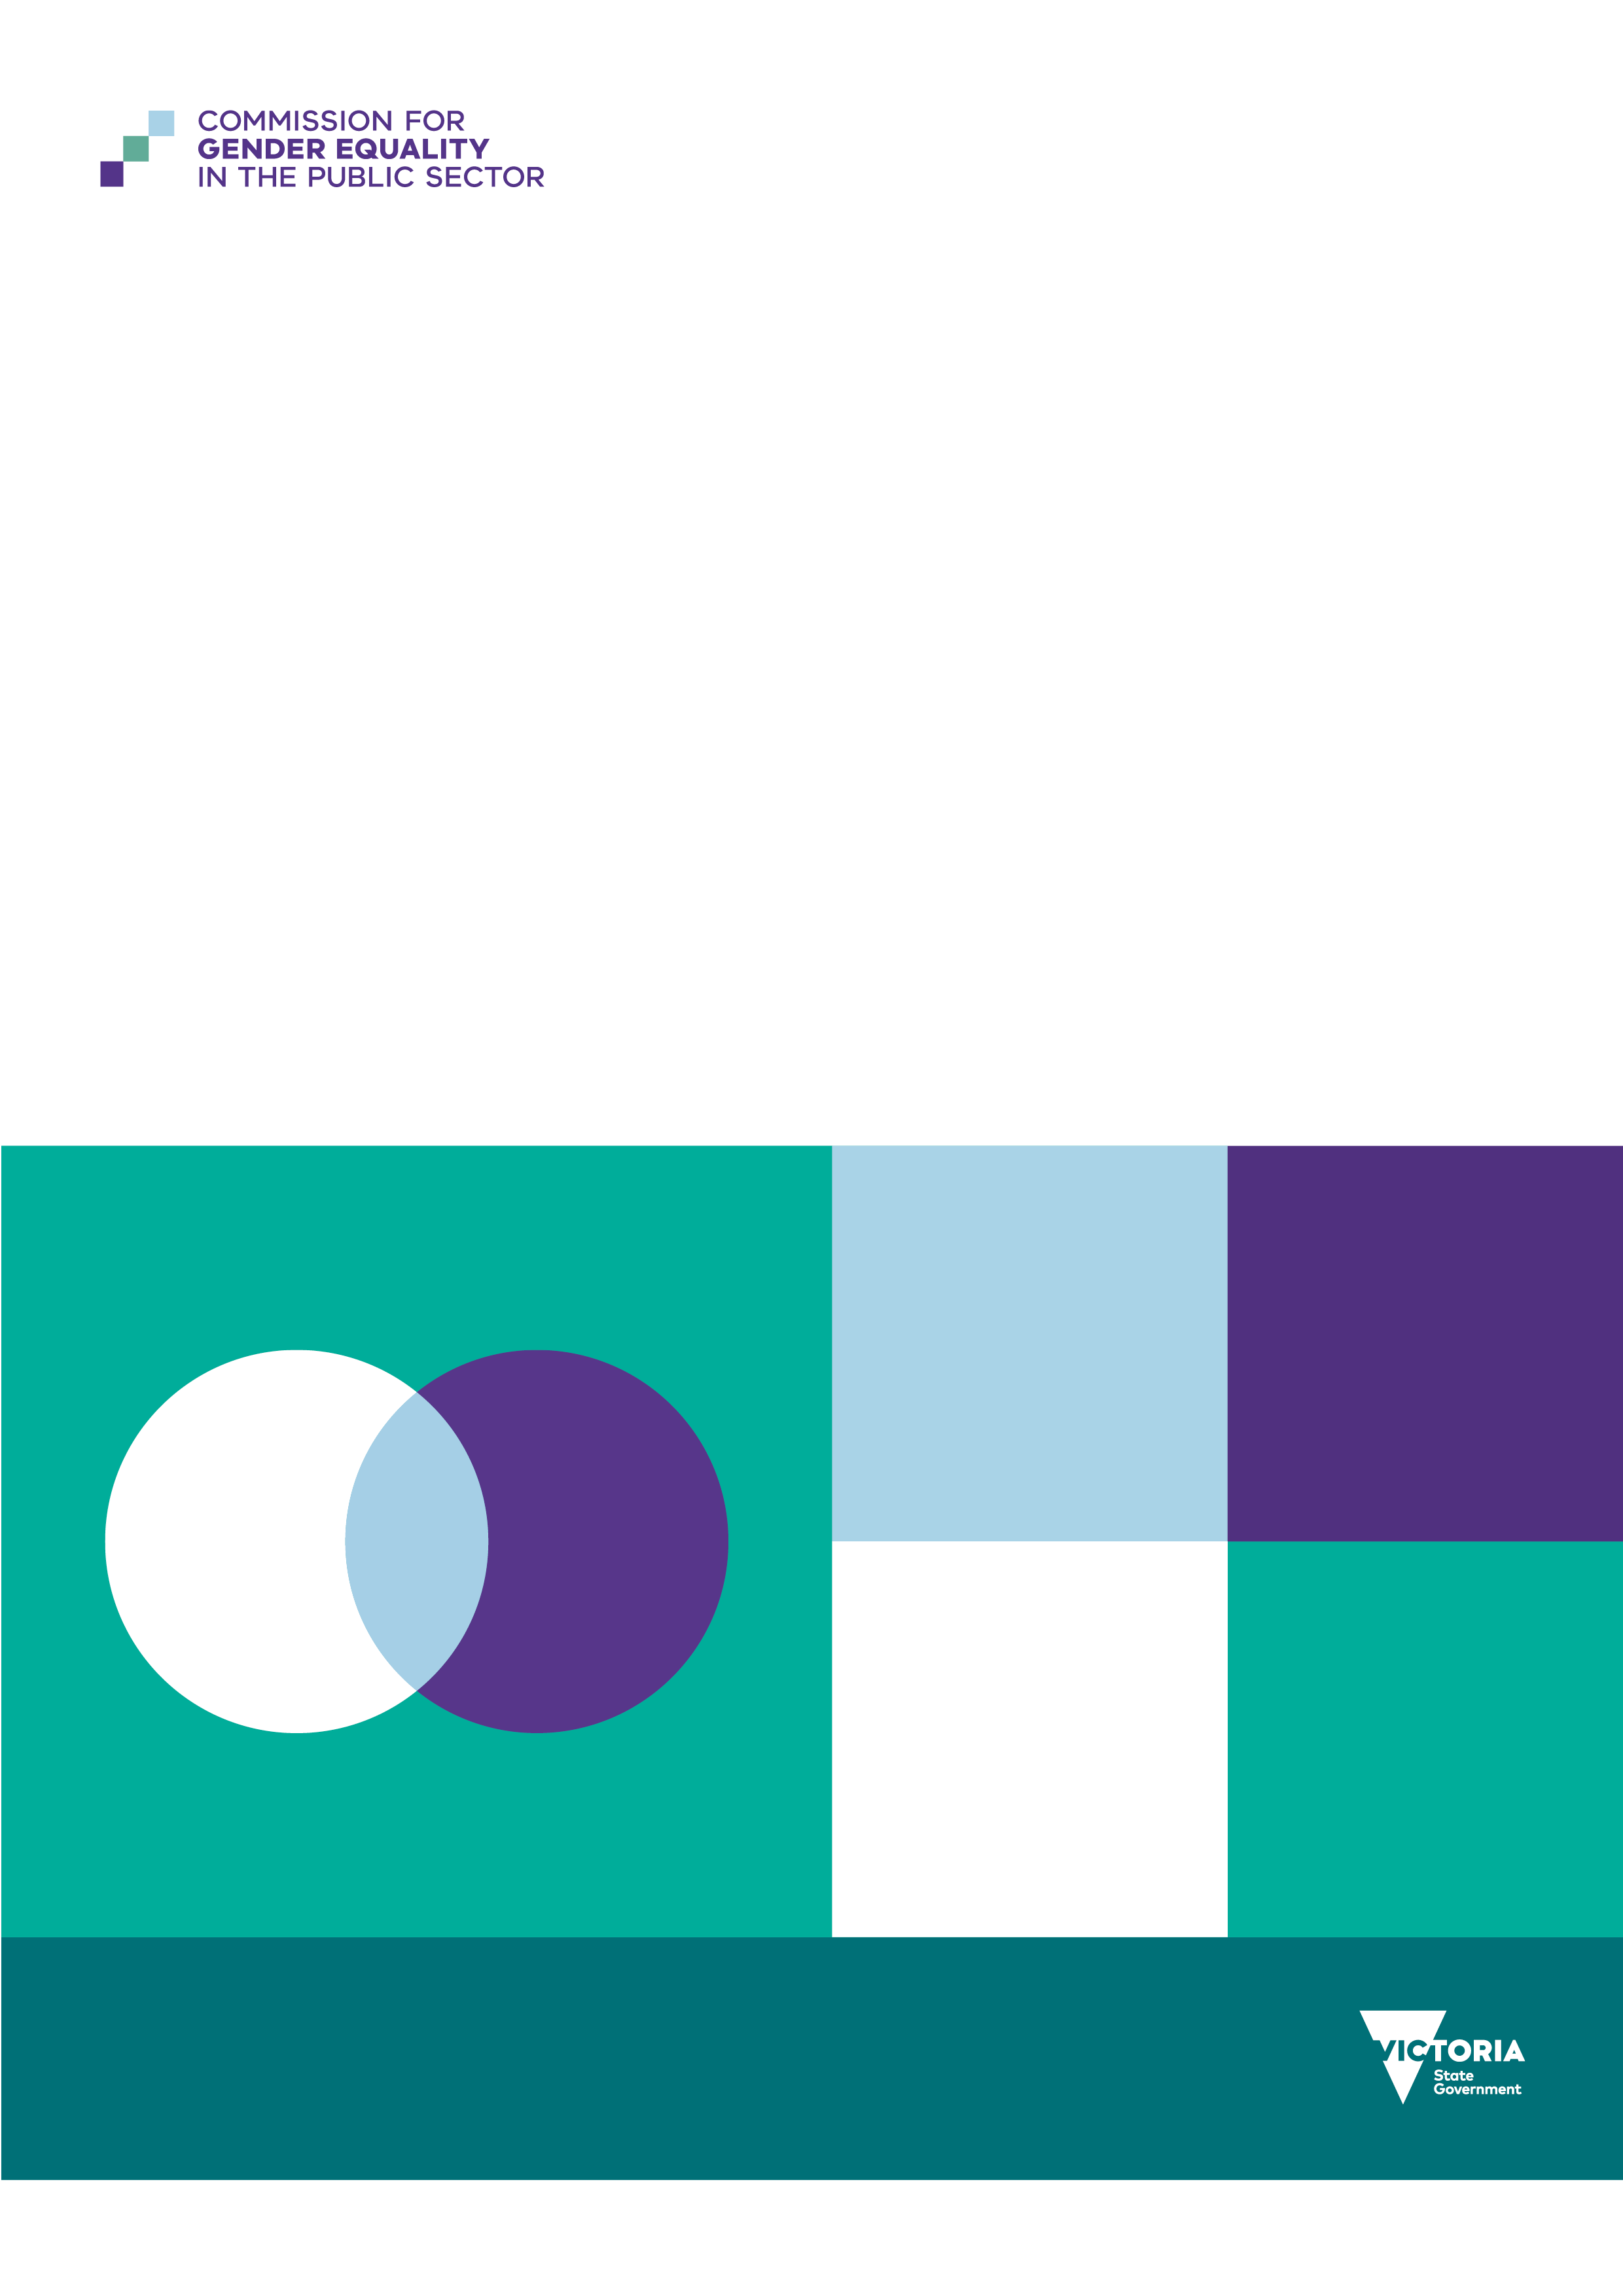 COMMISSION FOR
GENDER EQUALITY
IN THE PUBLIC SECTOR
VICTORIA
State
Government